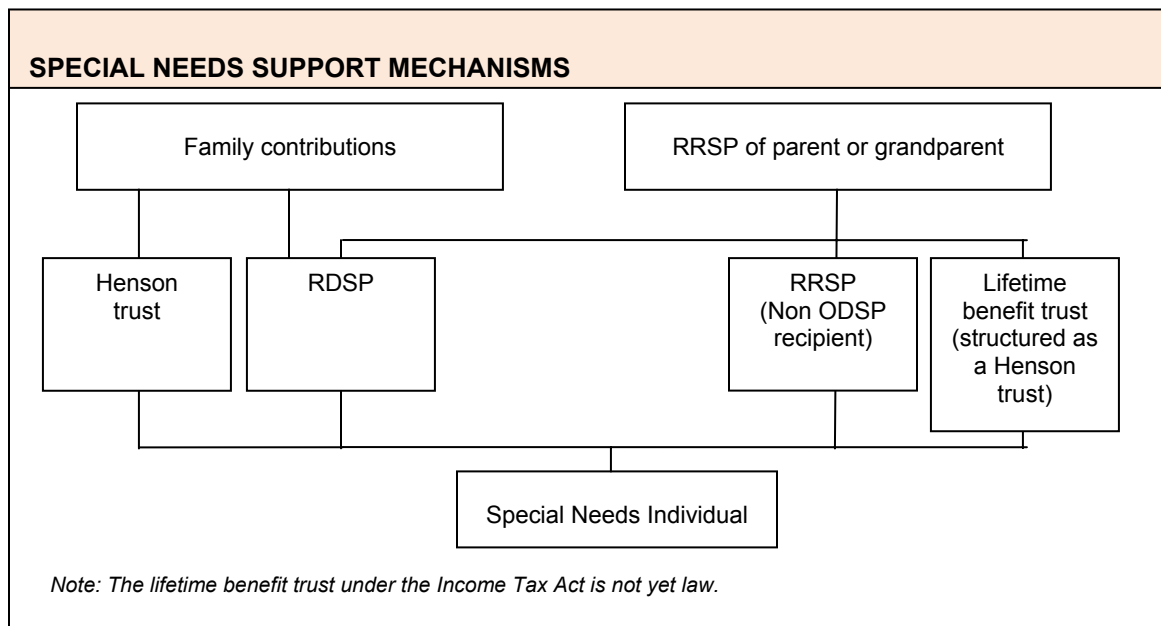 SPECIAL NEEDS SUPPORT MECHANISMS
Family contributions
RRSP of parent or grandparent
Henson
trust
RDSP
RRSP
(Non ODSP
recipient)
Lifetime
benefit trust
(structured as
a Henson
trust)
Special Needs Individual
Note: The lifetime benefit trust under the Income Tax Act is not yet law.